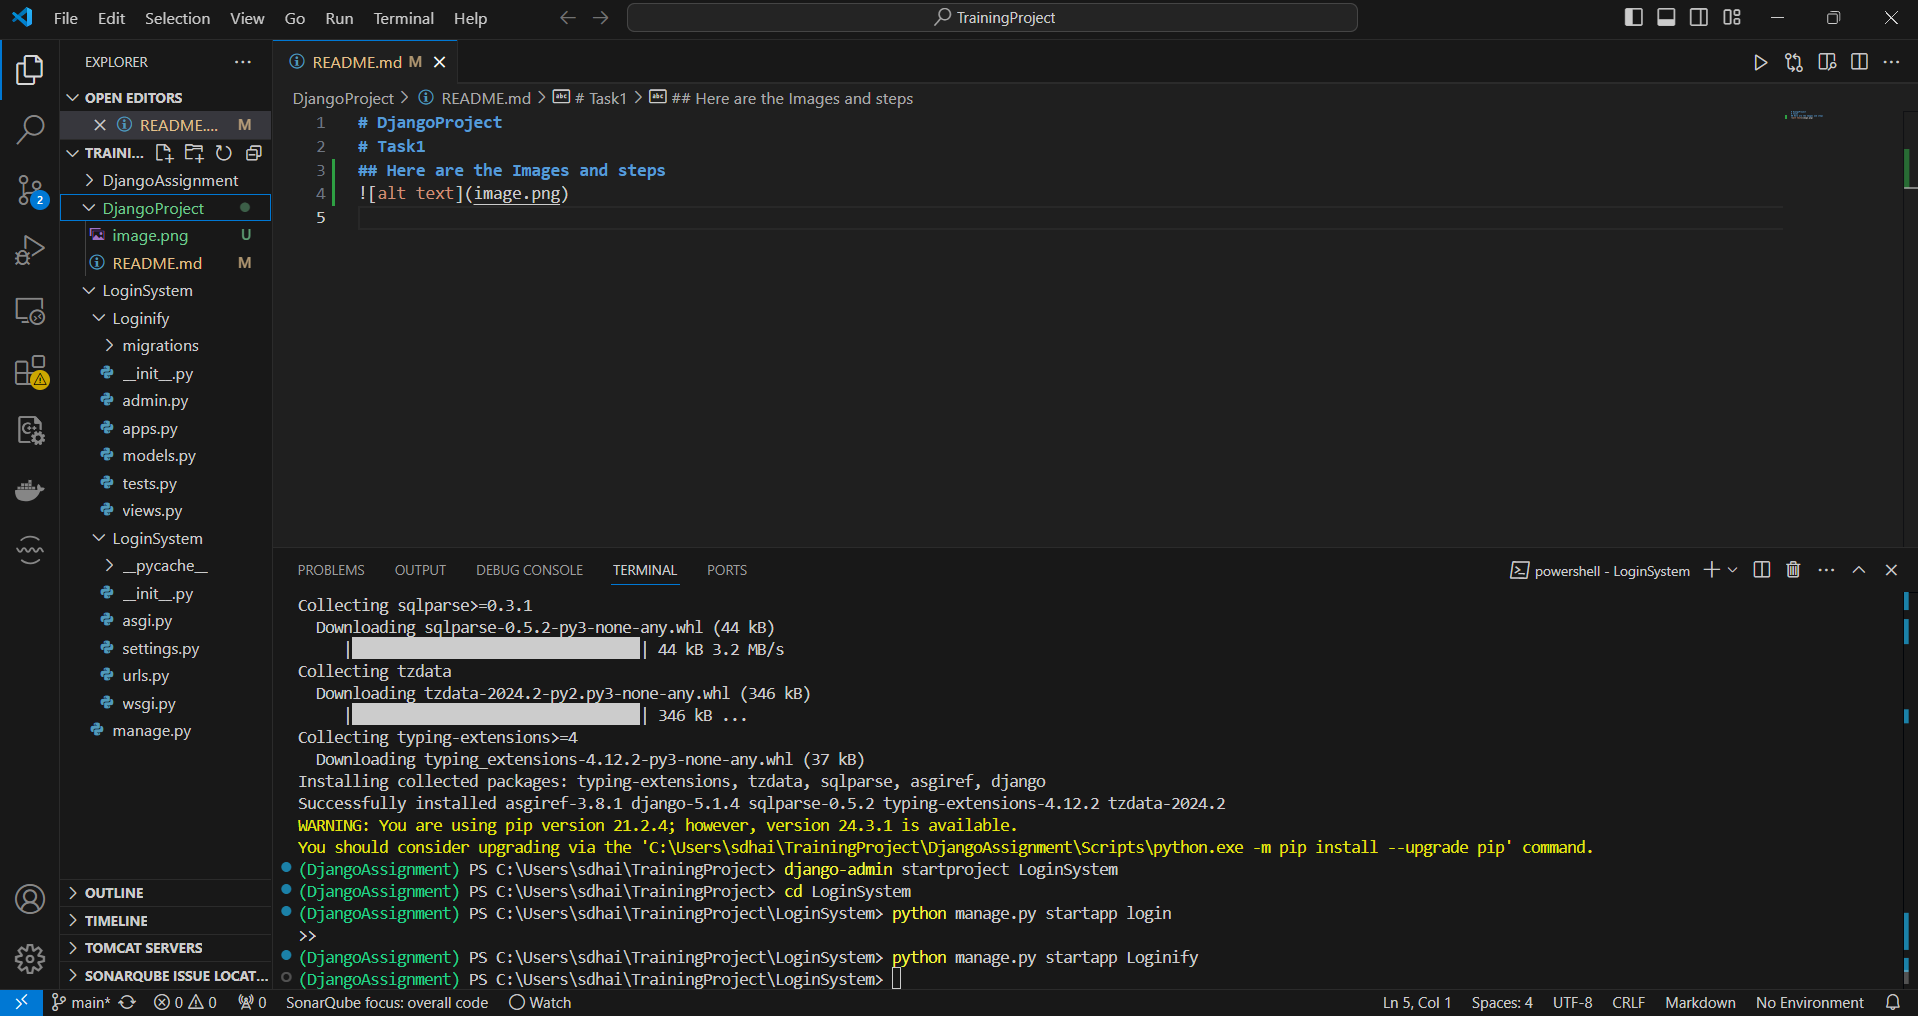 File Edit Selection View Go Run Terminal Help
TrainingProject
EXPLORER
OPEN EDITORS
README.... M
TRAINI...
DjangoAssignment
DjangoProject
image.png U
README.md M
LoginSystem
Loginify
migrations
__init__.py
admin.py
apps.py
models.py
tests.py
views.py
LoginSystem
__pycache__
__init__.py
asgi.py
settings.py
urls.py
wsgi.py
manage.py
OUTLINE
TIMELINE
TOMCAT SERVERS
SONARQUBE ISSUE LOCAT...
2
README.md M
DjangoProject > README.md > # Task1 > ## Here are the Images and steps
1 # DjangoProject
2 # Task1
3 ## Here are the Images and steps
4 ![alt text](image.png)
5
PROBLEMS OUTPUT DEBUG CONSOLE TERMINAL PORTS
powershell - LoginSystem
Collecting sqlparse>=0.3.1
Downloading sqlparse-0.5.2-py3-none-any.whl (44 kB)
| | 44 kB 3.2 MB/s
Collecting tzdata
Downloading tzdata-2024.2-py2.py3-none-any.whl (346 kB)
| | 346 kB ...
Collecting typing-extensions>=4
Downloading typing_extensions-4.12.2-py3-none-any.whl (37 kB)
Installing collected packages: typing-extensions, tzdata, sqlparse, asgiref, django
Successfully installed asgiref-3.8.1 django-5.1.4 sqlparse-0.5.2 typing-extensions-4.12.2 tzdata-2024.2
WARNING: You are using pip version 21.2.4; however, version 24.3.1 is available.
You should consider upgrading via the 'C:\Users\sdhai\TrainingProject\DjangoAssignment\Scripts\python.exe -m pip install --upgrade pip' command.
(DjangoAssignment) PS C:\Users\sdhai\TrainingProject> django-admin startproject LoginSystem
(DjangoAssignment) PS C:\Users\sdhai\TrainingProject> cd LoginSystem
(DjangoAssignment) PS C:\Users\sdhai\TrainingProject\LoginSystem> python manage.py startapp login
>>
(DjangoAssignment) PS C:\Users\sdhai\TrainingProject\LoginSystem> python manage.py startapp Loginify
(DjangoAssignment) PS C:\Users\sdhai\TrainingProject\LoginSystem>
main* 0 0 0 SonarQube focus: overall code Watch
Ln 5, Col 1 Spaces: 4 UTF-8 CRLF Markdown No Environment